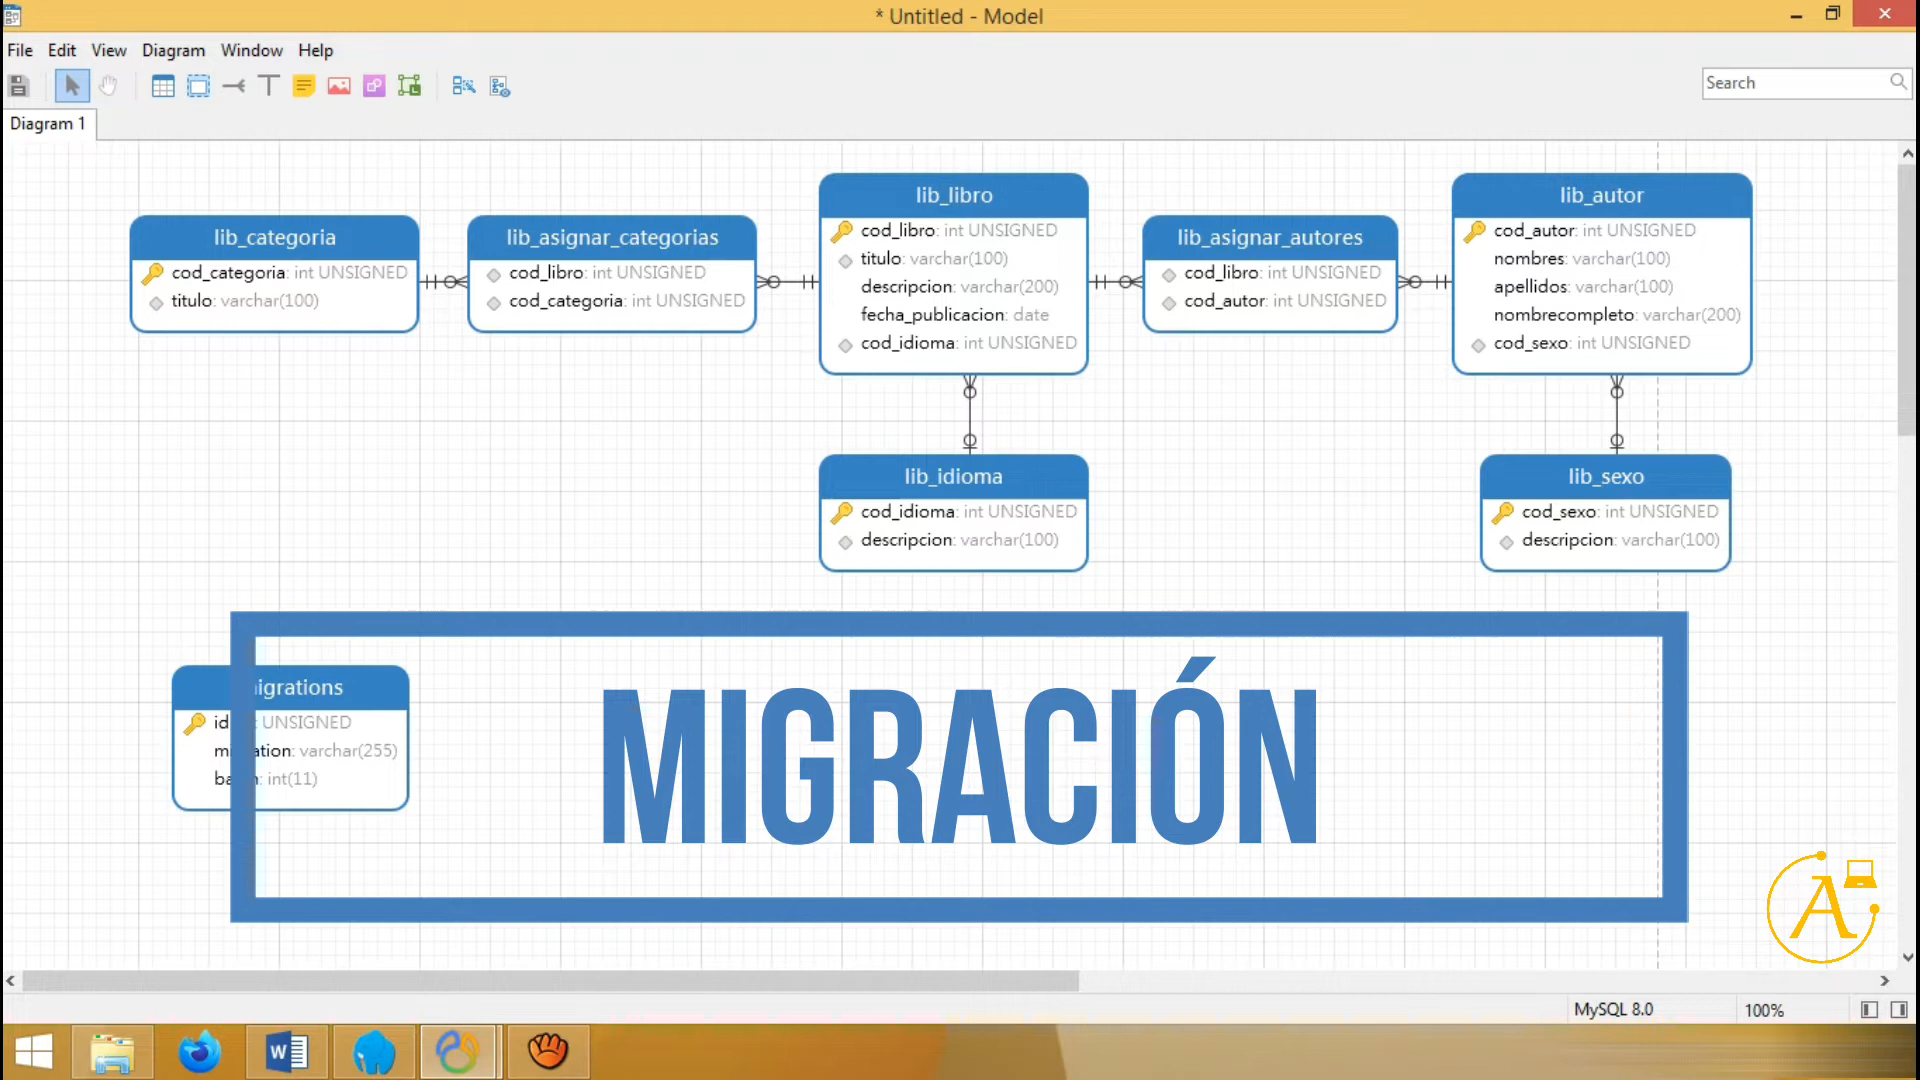 * Untitled - Model
File Edit View Diagram Window Help
Search
Diagram 1
lib_categoria
cod_categoria: int UNSIGNED
titulo: varchar(100)
lib_asignar_categorias
cod_libro: int UNSIGNED
cod_categoria: int UNSIGNED
lib_libro
cod_libro: int UNSIGNED
titulo: varchar(100)
descripcion: varchar(200)
fecha_publicacion: date
cod_idioma: int UNSIGNED
lib_asignar_autores
cod_libro: int UNSIGNED
cod_autor: int UNSIGNED
lib_autor
cod_autor: int UNSIGNED
nombres: varchar(100)
apellidos: varchar(100)
nombrecompleto: varchar(200)
cod_sexo: int UNSIGNED
lib_idioma
cod_idioma: int UNSIGNED
descripcion: varchar(100)
lib_sexo
cod_sexo: int UNSIGNED
descripcion: varchar(100)
igrations
id UNSIGNED
varchar(255)
int(11)
MIGRACIÓN
A
MySQL 8.0
100%
W